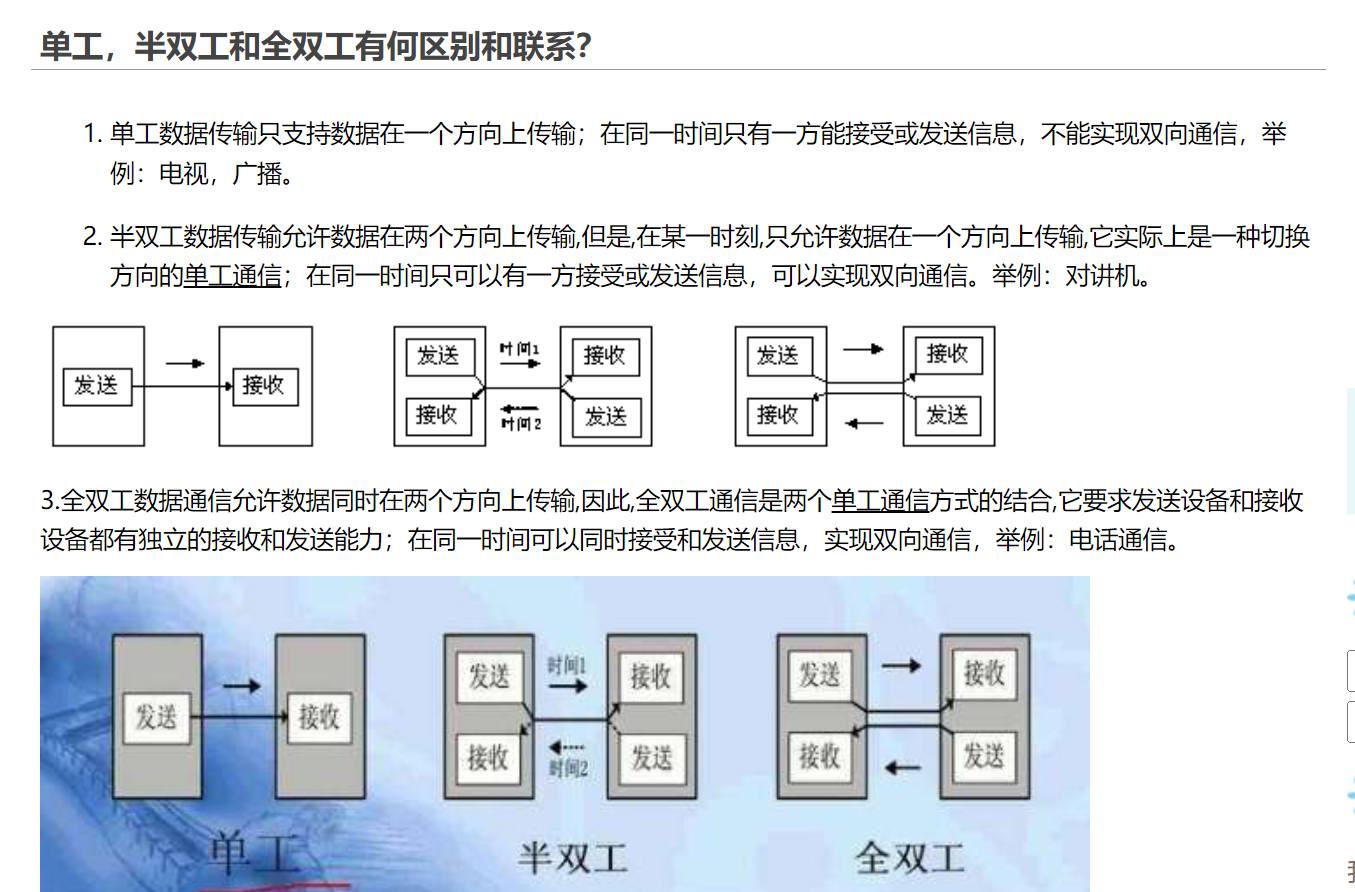 单工，半双工和全双工有何区别和联系？
1. 单工数据传输只支持数据在一个方向上传输；在同一时间只有一方能接受或发送信息，不能实现双向通信，举
例：电视，广播。
2. 半双工数据传输允许数据在两个方向上传输,但是,在某一时刻,只允许数据在一个方向上传输,它实际上是一种切换
方向的单工通信；在同一时间只可以有一方接受或发送信息，可以实现双向通信。举例：对讲机。
发送
接收
发送
时间1
接收
接收
时间2
发送
发送
接收
接收
发送
3.全双工数据通信允许数据同时在两个方向上传输,因此,全双工通信是两个单工通信方式的结合,它要求发送设备和接收
设备都有独立的接收和发送能力；在同一时间可以同时接受和发送信息，实现双向通信，举例：电话通信。
发送
接收
发送
时间1
接收
接收
时间2
发送
发送
接收
接收
发送
单工
半双工
全双工